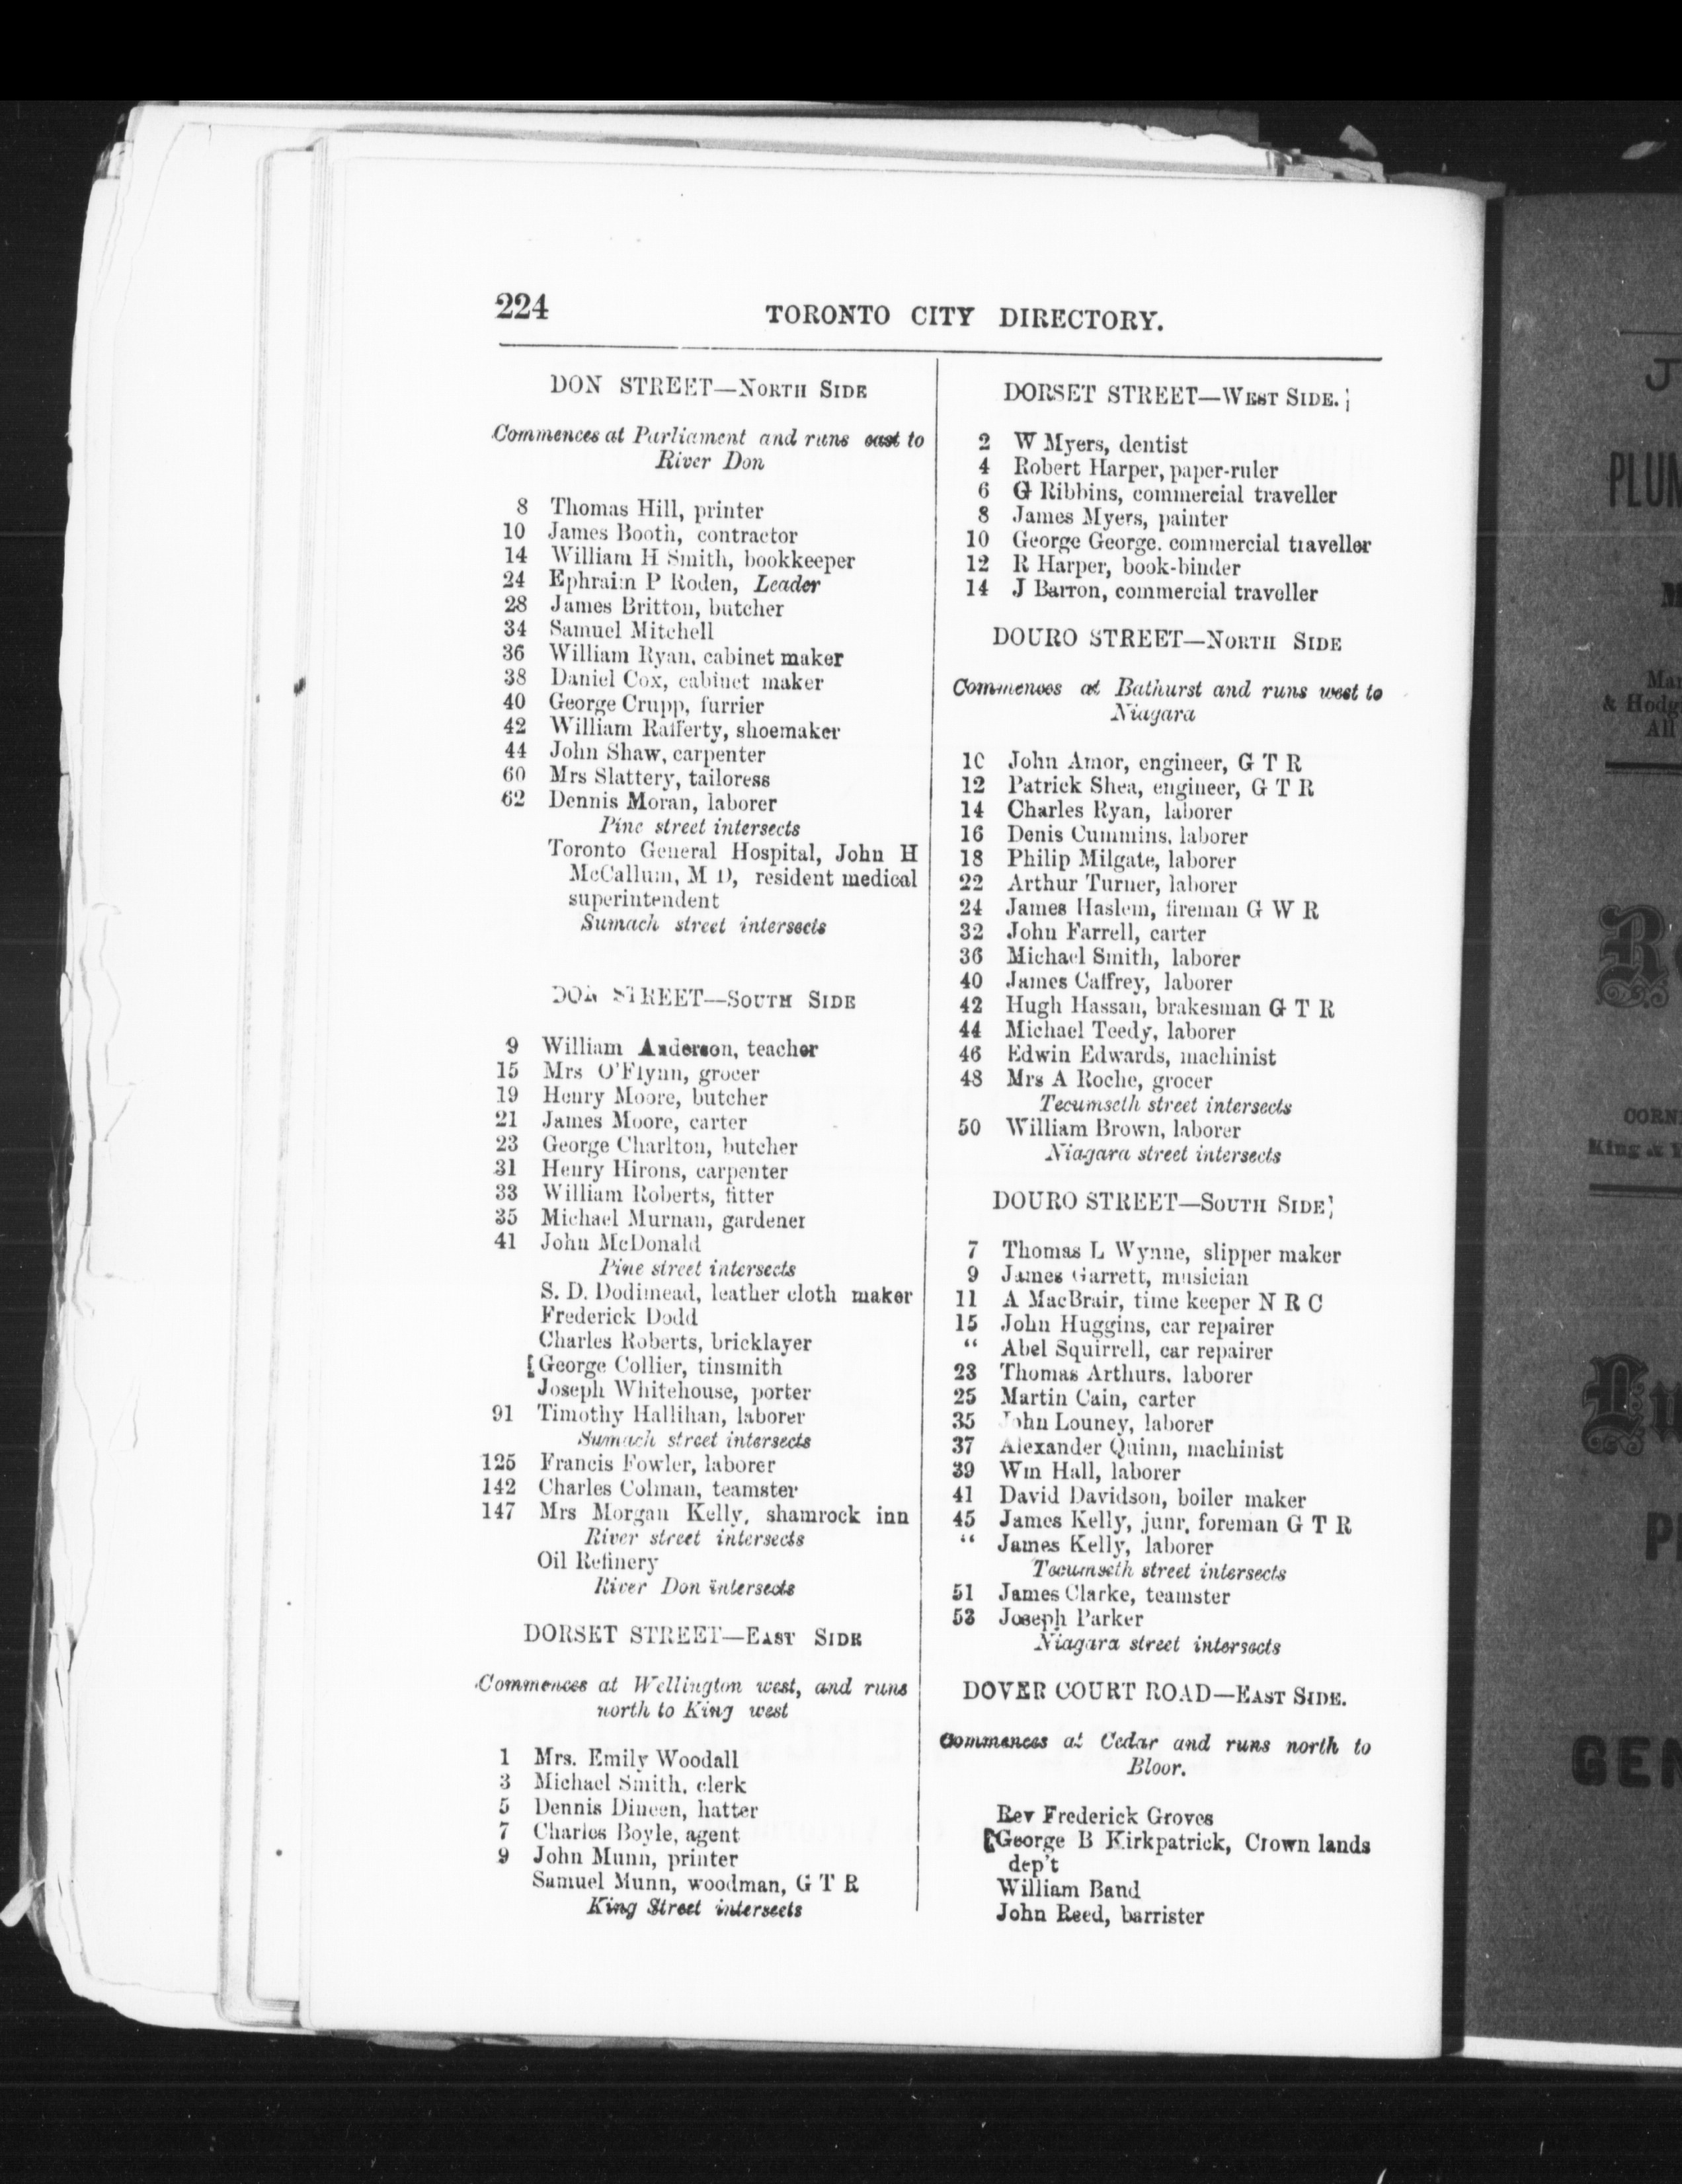 224
TORONTO CITY DIRECTORY.
DON STREET—NORTH SIDE
Commences at Parliament and runs east to
River Don
8 Thomas Hill, printer
10 James Booth, contractor
14 William H Smith, bookkeeper
24 Ephraim P Roden, Leader
28 James Britton, butcher
34 Samuel Mitchell
36 William Ryan, cabinet maker
38 Daniel Cox, cabinet maker
40 George Crupp, furrier
42 William Rafferty, shoemaker
44 John Shaw, carpenter
60 Mrs Slattery, tailoress
62 Dennis Moran, laborer
Pine street intersects
Toronto General Hospital, John H
McCallum, M D, resident medical
superintendent
Sumach street intersects
DON STREET—SOUTH SIDE
9 William Anderson, teacher
15 Mrs O'Flynn, grocer
19 Henry Moore, butcher
21 James Moore, carter
23 George Charlton, butcher
31 Henry Hirons, carpenter
33 William Roberts, fitter
35 Michael Murnan, gardener
41 John McDonald
Pine street intersects
S. D. Dodimead, leather cloth maker
Frederick Dodd
Charles Roberts, bricklayer
[George Collier, tinsmith
Joseph Whitehouse, porter
91 Timothy Hallihan, laborer
Sumach street intersects
125 Francis Fowler, laborer
142 Charles Colman, teamster
147 Mrs Morgan Kelly, shamrock inn
River street intersects
Oil Refinery
River Don intersects
DORSET STREET—EAST SIDE
Commences at Wellington west, and runs
north to King west
1 Mrs. Emily Woodall
3 Michael Smith, clerk
5 Dennis Dineen, hatter
7 Charles Boyle, agent
9 John Munn, printer
Samuel Munn, woodman, G T R
King Street intersects
DORSET STREET—WEST SIDE.
2 W Myers, dentist
4 Robert Harper, paper-ruler
6 G Ribbins, commercial traveller
8 James Myers, painter
10 George George, commercial traveller
12 R Harper, book-binder
14 J Barron, commercial traveller
DOURO STREET—NORTH SIDE
Commences at Bathurst and runs west to
Niagara
10 John Amor, engineer, G T R
12 Patrick Shea, engineer, G T R
14 Charles Ryan, laborer
16 Denis Cummins, laborer
18 Philip Milgate, laborer
22 Arthur Turner, laborer
24 James Haslem, fireman G W R
32 John Farrell, carter
36 Michael Smith, laborer
40 James Caffrey, laborer
42 Hugh Hassan, brakesman G T R
44 Michael Teedy, laborer
46 Edwin Edwards, machinist
48 Mrs A Roche, grocer
Tecumseth street intersects
50 William Brown, laborer
Niagara street intersects
DOURO STREET—SOUTH SIDE
7 Thomas L Wynne, slipper maker
9 James Garrett, musician
11 A MacBrair, time keeper N R C
15 John Huggins, car repairer
“ Abel Squirrell, car repairer
23 Thomas Arthurs, laborer
25 Martin Cain, carter
35 John Louney, laborer
37 Alexander Quinn, machinist
39 Wm Hall, laborer
41 David Davidson, boiler maker
45 James Kelly, junr, foreman G T R
“ James Kelly, laborer
Tecumseth street intersects
51 James Clarke, teamster
53 Joseph Parker
Niagara street intersects
DOVER COURT ROAD—EAST SIDE.
Commences at Cedar and runs north to
Bloor.
Rev Frederick Groves
[George B Kirkpatrick, Crown lands
dep't
William Band
John Reed, barrister
J
PLUM
M
Mar
& Hodg
All
CORN
King &
GEN